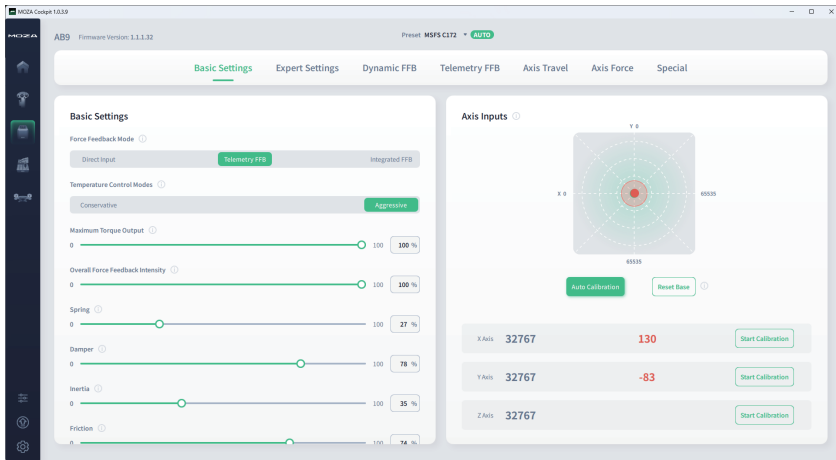 MOZA Cockpit 1.0.3.9
MOZA
AB9 Firmware Version: 1.1.1.32
Preset MSFS C172 AUTO
Basic Settings Expert Settings Dynamic FFB Telemetry FFB Axis Travel Axis Force Special
Basic Settings
Force Feedback Mode
Direct Input Telemetry FFB Integrated FFB
Temperature Control Modes
Conservative Aggressive
Maximum Torque Output
0 100 100 %
Overall Force Feedback Intensity
0 100 100 %
Spring
0 100 27 %
Damper
0 100 78 %
Inertia
0 100 35 %
Friction
0 100 74 %
Axis Inputs
Y 0
X 0 65535
65535
Auto Calibration Reset Base
X Axis 32767 130 Start Calibration
Y Axis 32767 -83 Start Calibration
Z Axis 32767 Start Calibration